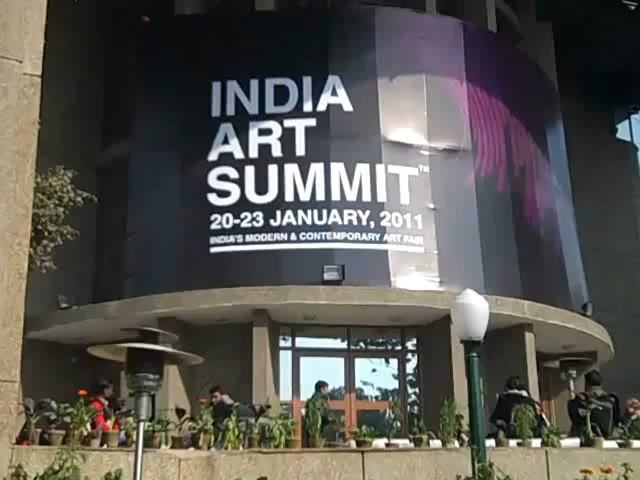 INDIA
ART
SUMMIT™
20-23 JANUARY, 2011
INDIA'S MODERN & CONTEMPORARY ART FAIR